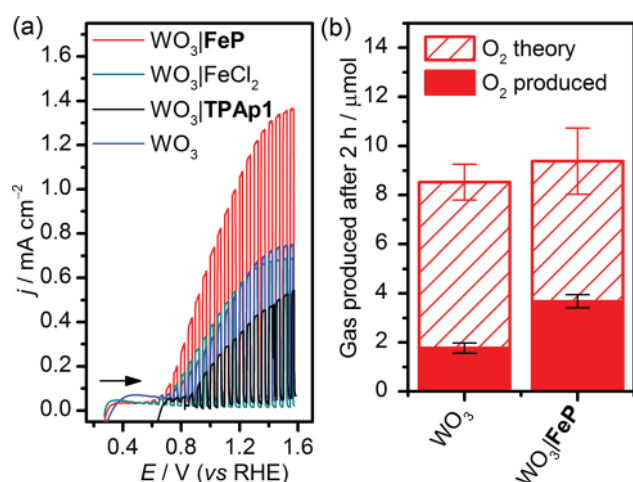 (a)
WO₃|FeP
WO₃|FeCl₂
WO₃|TPAp1
WO₃
j / mA cm⁻²
1.6
1.4
1.2
1.0
0.8
0.6
0.4
0.2
0.0
0.4 0.8 1.2 1.6
E / V (vs RHE)
(b)
O₂ theory
O₂ produced
Gas produced after 2 h / μmol
14
12
10
8
6
4
2
0
WO₃
WO₃|FeP